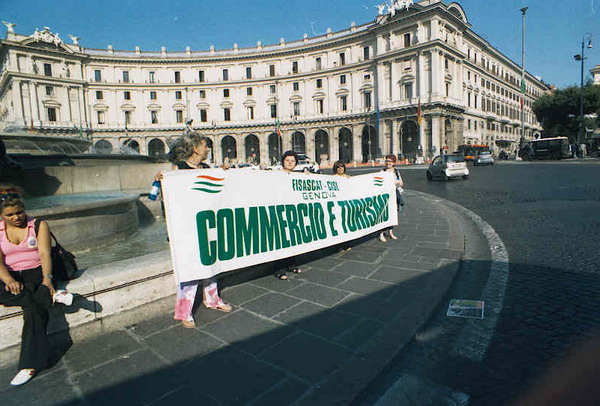 FISASCAT - CISL
GENOVA
COMMERCIO E TURISMO